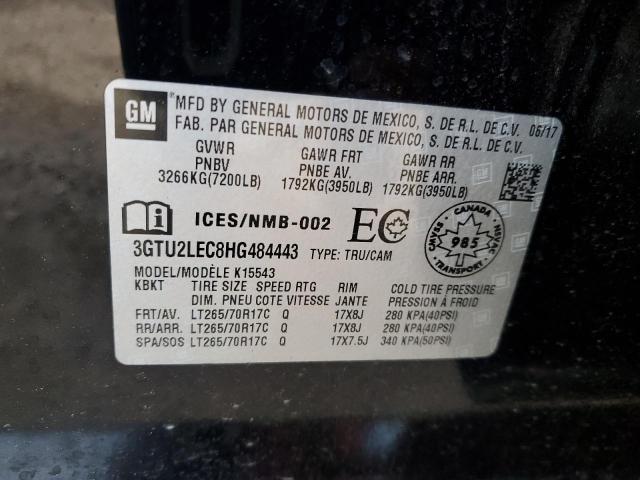 GM
MFD BY GENERAL MOTORS DE MEXICO, S. DE R.L. DE C.V. 06/17
FAB. PAR GENERAL MOTORS DE MEXICO, S. DE R.L. DE C.V.
GVWR GAWR FRT GAWR RR
PNBV PNBE AV. PNBE ARR.
3266KG(7200LB) 1792KG(3950LB) 1792KG(3950LB)
ICES/NMB-002 EC
CANADA
CMVSS NSVAC
985
TRANSPORT
3GTU2LEC8HG484443 TYPE: TRU/CAM
MODEL/MODÈLE K15543
KBKT TIRE SIZE SPEED RTG RIM COLD TIRE PRESSURE
DIM. PNEU COTE VITESSE JANTE PRESSION À FROID
FRT/AV. LT265/70R17C Q 17X8J 280 KPA(40PSI)
RR/ARR. LT265/70R17C Q 17X8J 280 KPA(40PSI)
SPA/SOS LT265/70R17C Q 17X7.5J 340 KPA(50PSI)